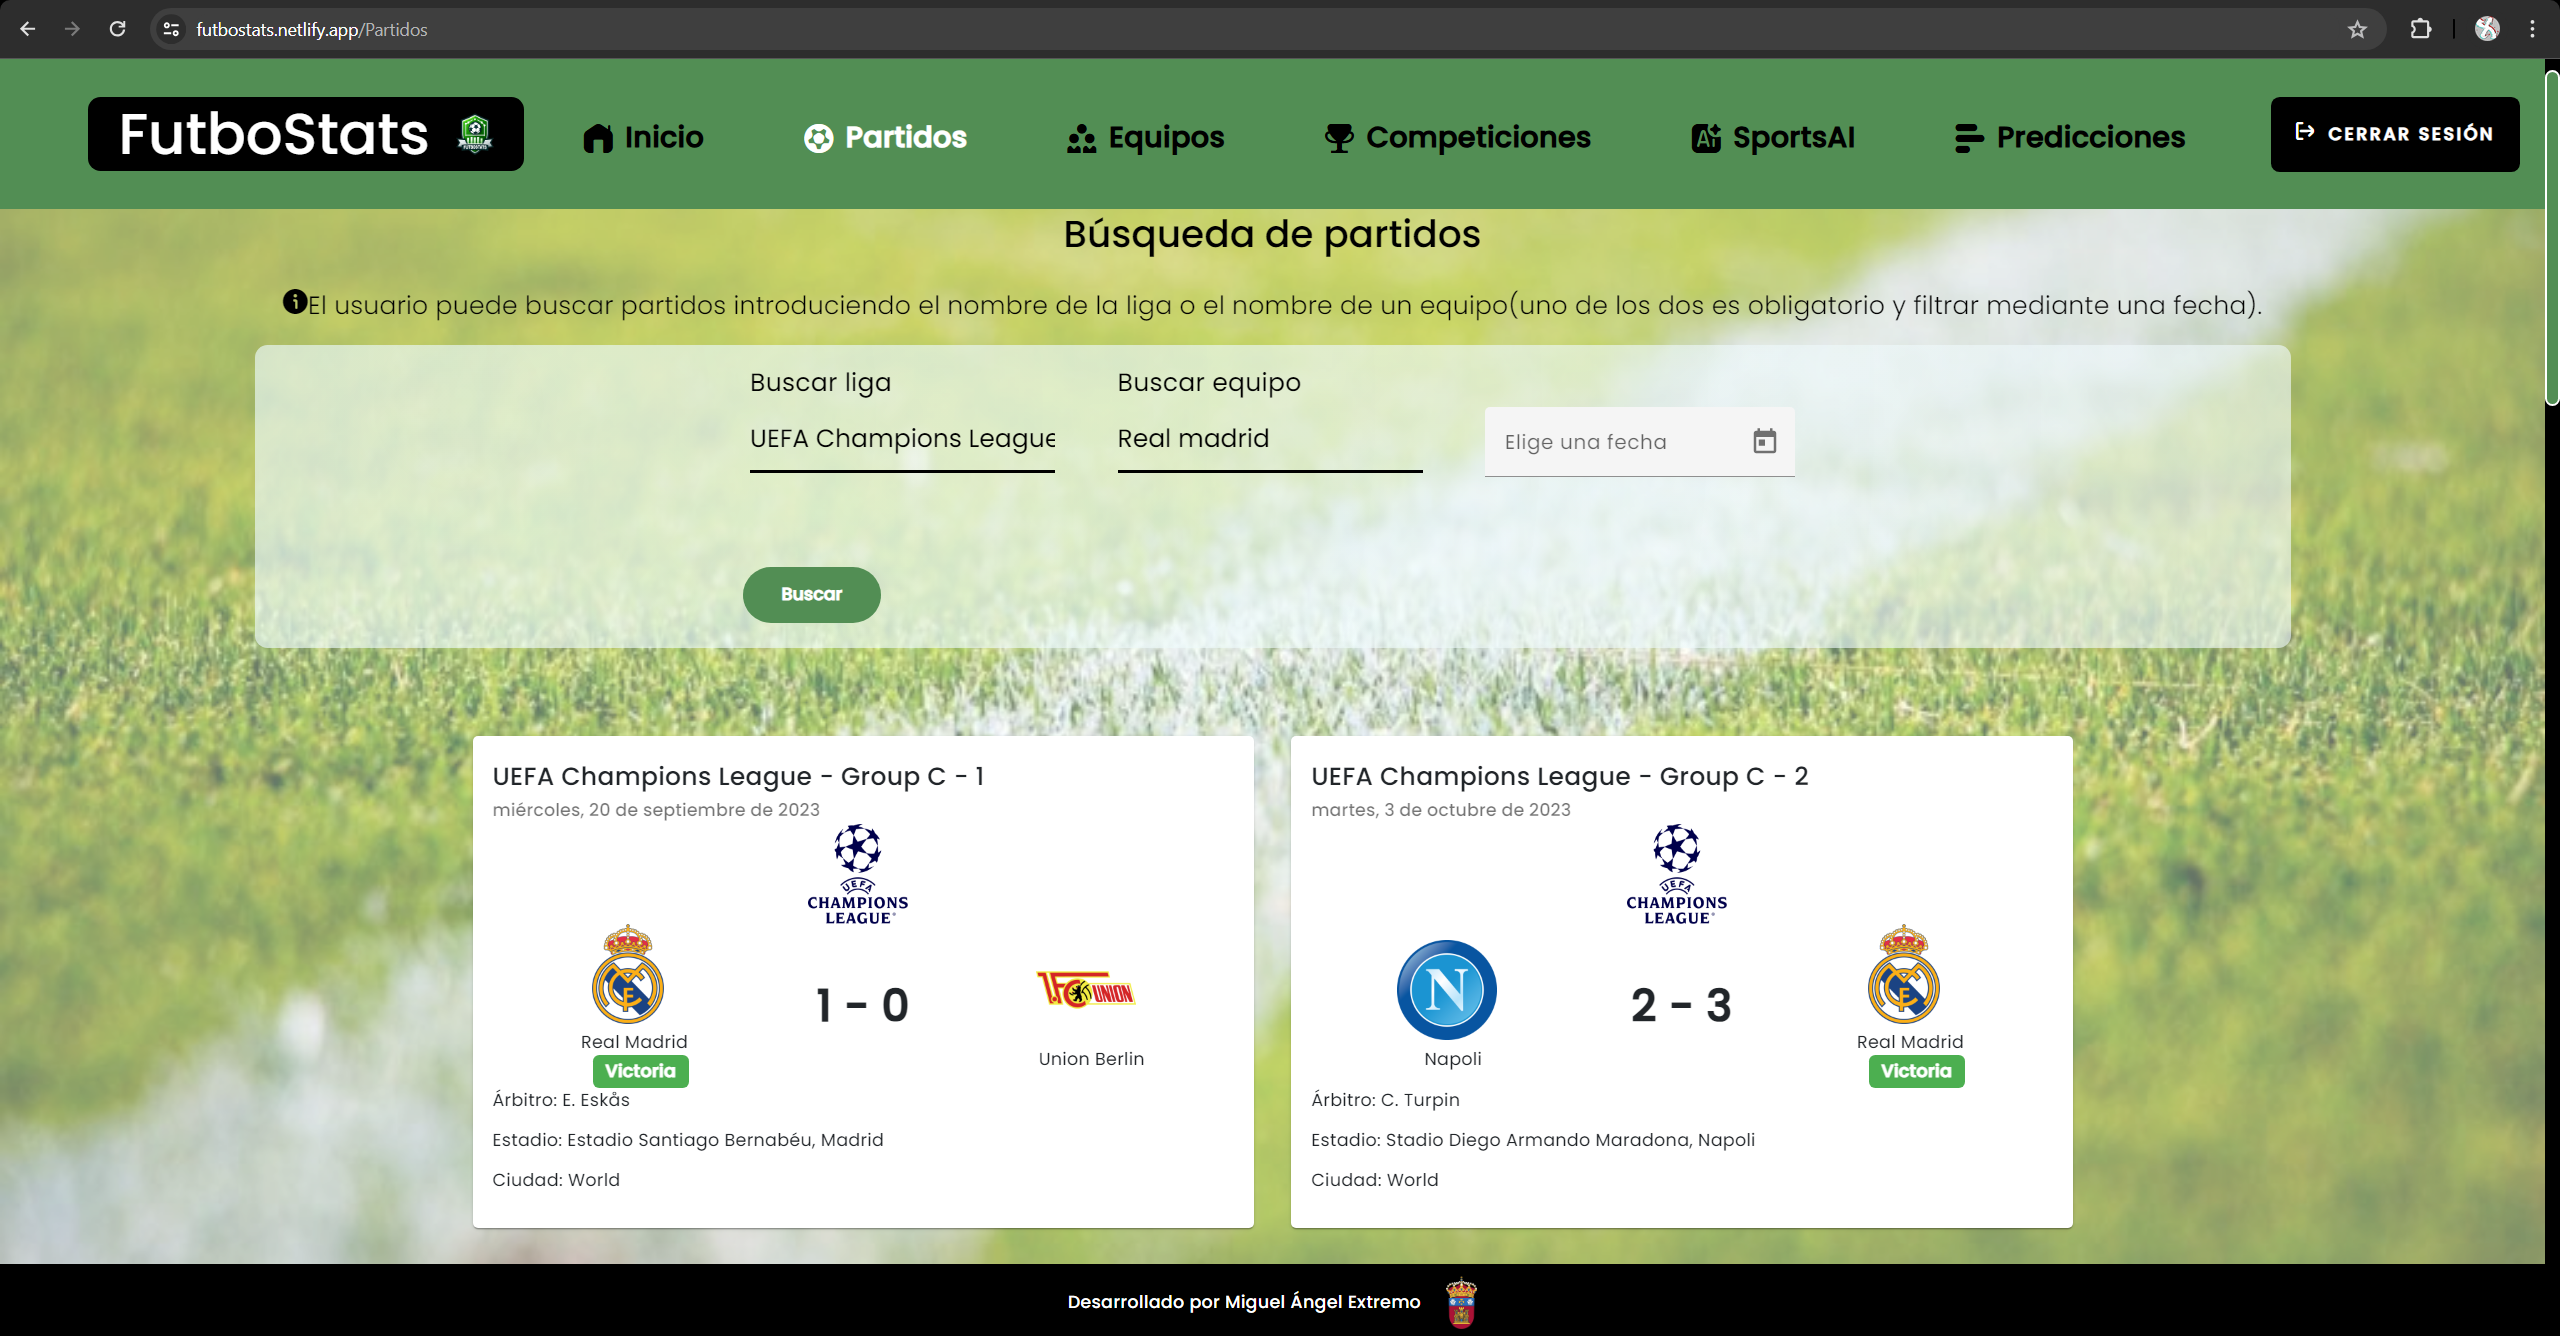 futbostats.netlify.app/Partidos
FutboStats
Inicio
Partidos
Equipos
Competiciones
SportsAI
Predicciones
CERRAR SESIÓN
Búsqueda de partidos
El usuario puede buscar partidos introduciendo el nombre de la liga o el nombre de un equipo(uno de los dos es obligatorio y filtrar mediante una fecha).
Buscar liga
Buscar equipo
UEFA Champions League
Real madrid
Elige una fecha
Buscar
UEFA Champions League - Group C - 1
miércoles, 20 de septiembre de 2023
UEFA
CHAMPIONS
LEAGUE
1 - 0
1.FC UNION
Real Madrid
Victoria
Union Berlin
Árbitro: E. Eskås
Estadio: Estadio Santiago Bernabéu, Madrid
Ciudad: World
UEFA Champions League - Group C - 2
martes, 3 de octubre de 2023
UEFA
CHAMPIONS
LEAGUE
N
2 - 3
Napoli
Real Madrid
Victoria
Árbitro: C. Turpin
Estadio: Stadio Diego Armando Maradona, Napoli
Ciudad: World
Desarrollado por Miguel Ángel Extremo